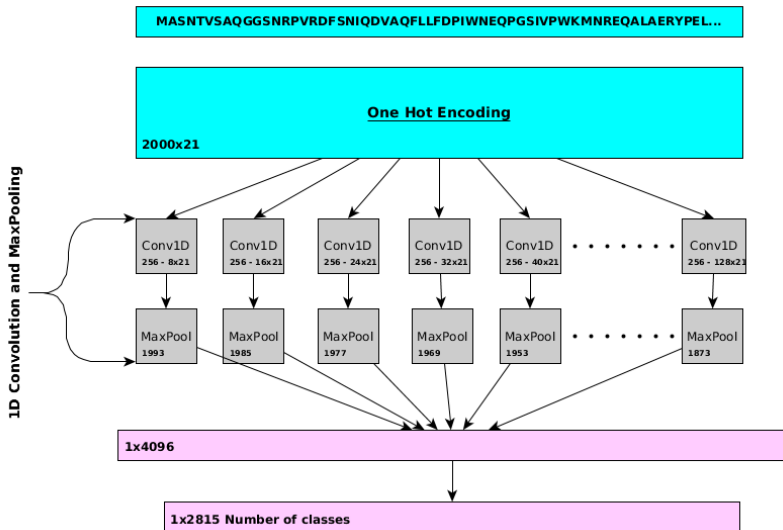 MASNTVSAQGGSNRPVRDFSNIQDVAQFLLFDPIWNEQPGSIVPWKMNREQALAERYPEL...
One Hot Encoding
2000x21
1D Convolution and MaxPooling
Conv1D Conv1D Conv1D Conv1D Conv1D Conv1D
256 - 8x21 256 - 16x21 256 - 24x21 256 - 32x21 256 - 40x21 256 - 128x21
MaxPool MaxPool MaxPool MaxPool MaxPool MaxPool
1993 1985 1977 1969 1953 1873
1x4096
1x2815 Number of classes